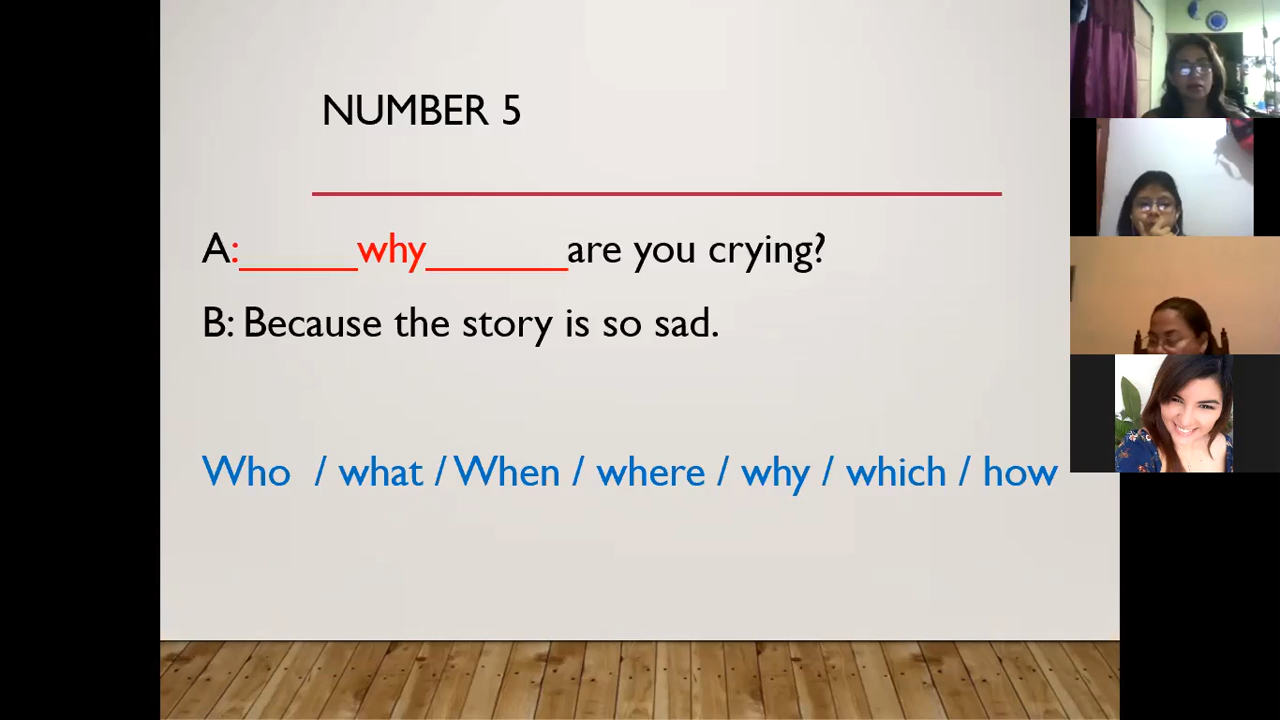 NUMBER 5
A:______why_______are you crying?
B: Because the story is so sad.
Who / what / When / where / why / which / how